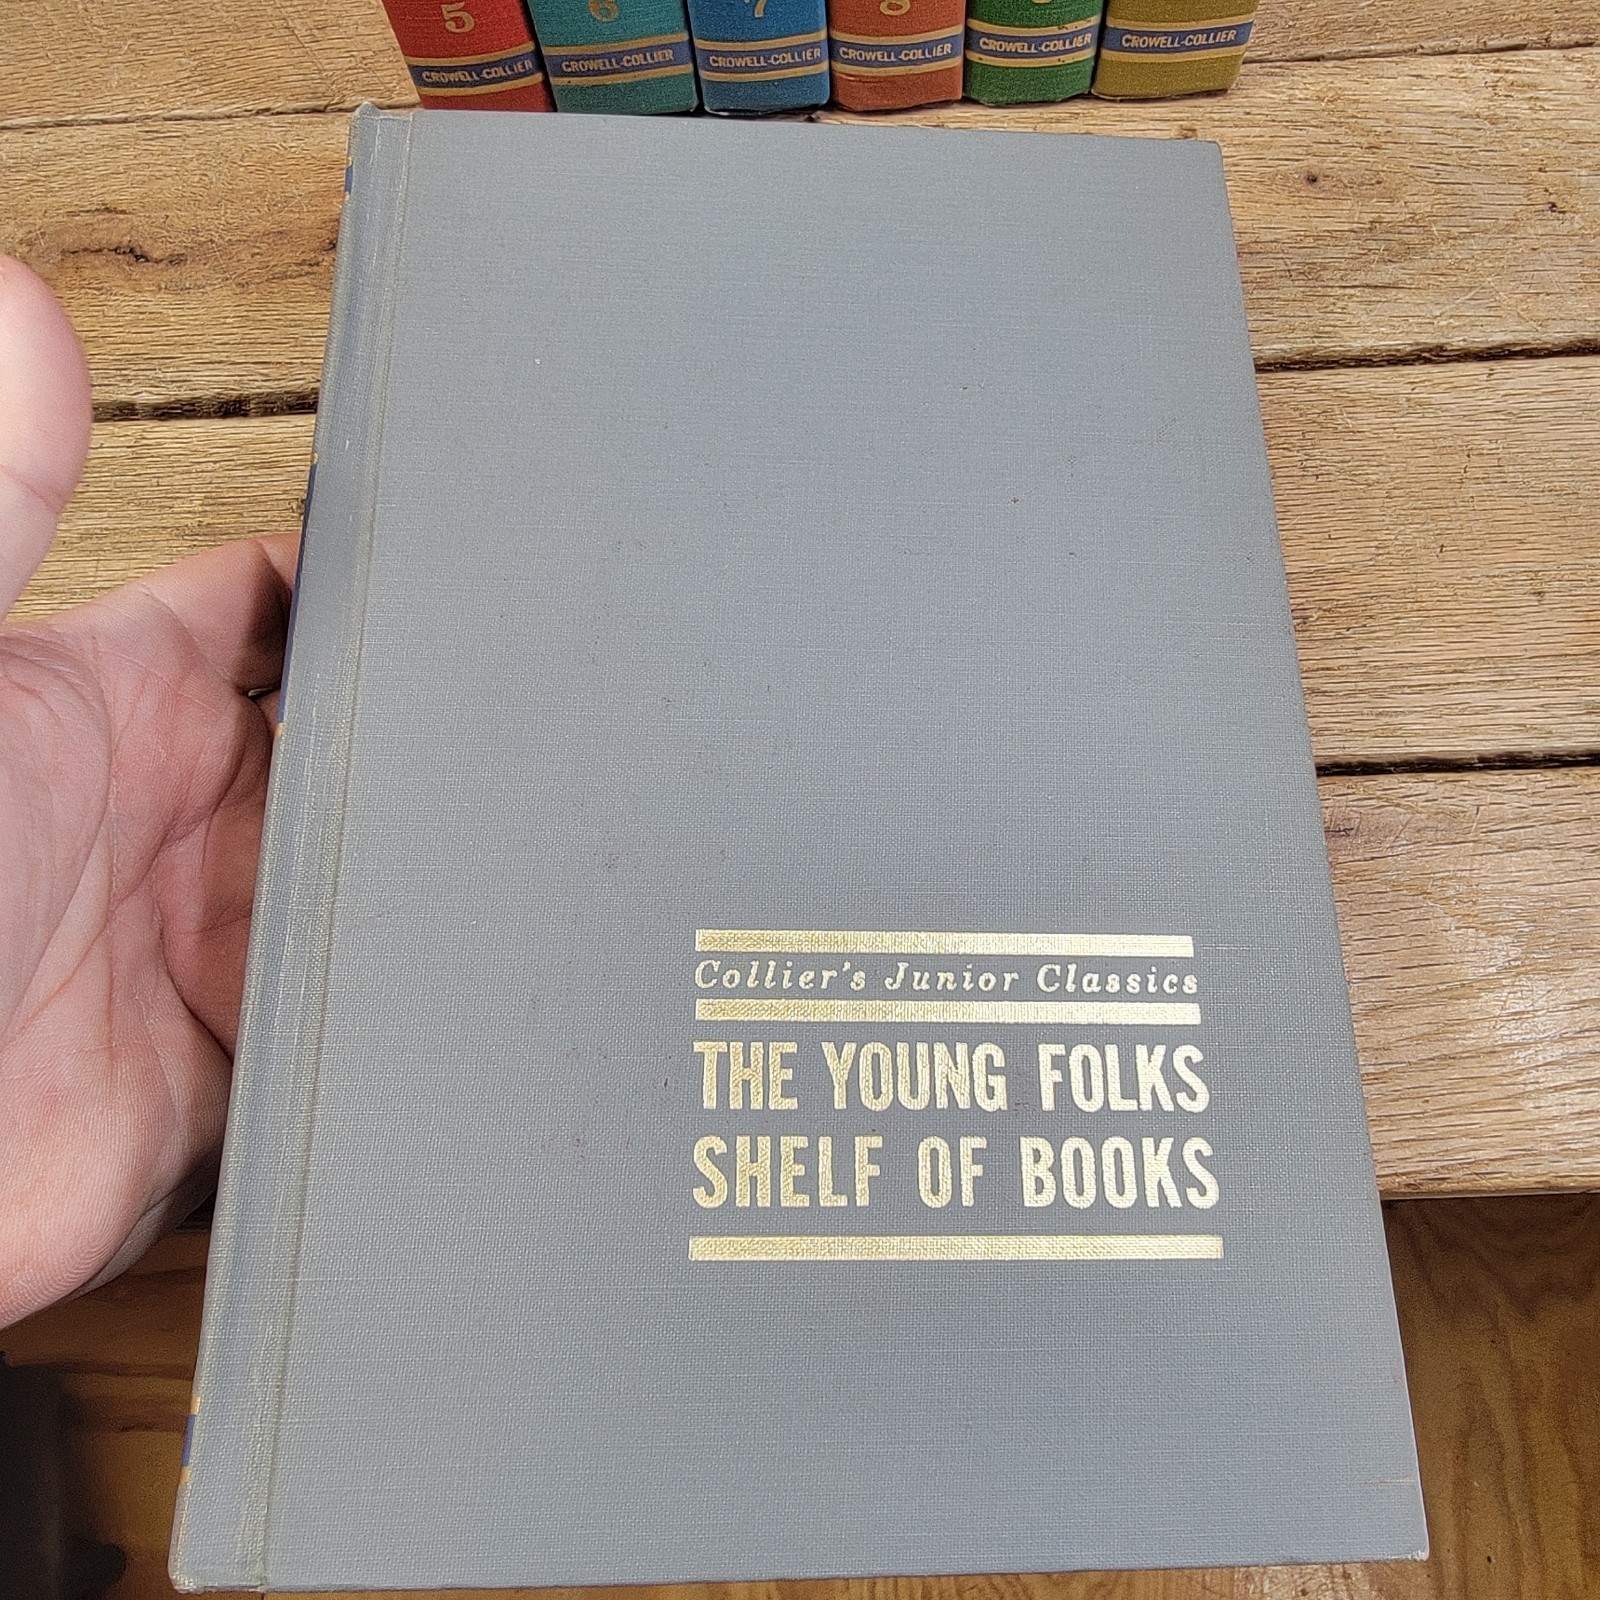 5
6
7
8
CROWELL-COLLIER
CROWELL-COLLIER
CROWELL-COLLIER
CROWELL-COLLIER
CROWELL-COLLIER
CROWELL-COLLIER
Collier's Junior Classics
THE YOUNG FOLKS
SHELF OF BOOKS